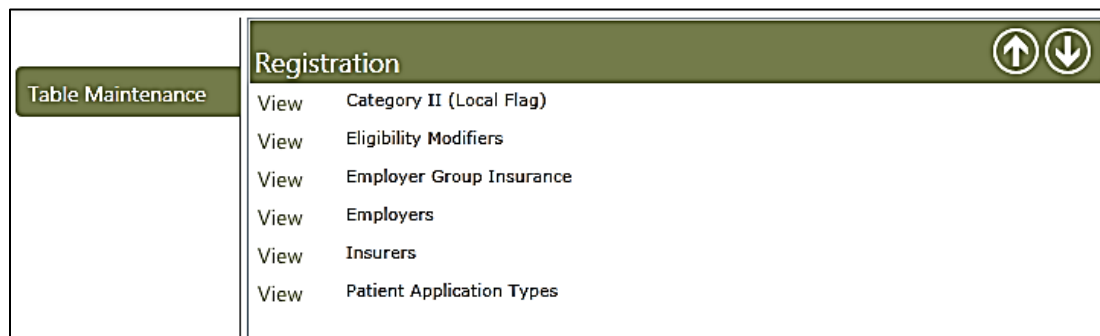 Table Maintenance
Registration
View Category II (Local Flag)
View Eligibility Modifiers
View Employer Group Insurance
View Employers
View Insurers
View Patient Application Types